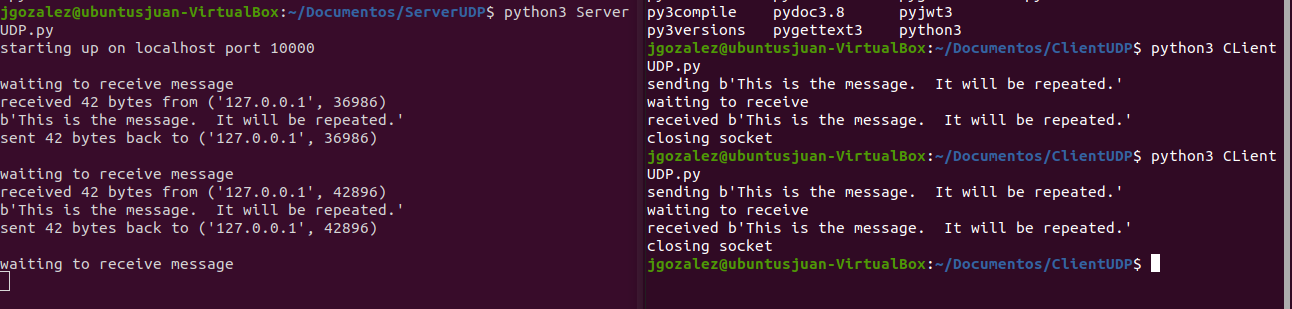 jgozalez@ubuntusjuan-VirtualBox:~/Documentos/ServerUDP$ python3 Server
UDP.py
starting up on localhost port 10000

waiting to receive message
received 42 bytes from ('127.0.0.1', 36986)
b'This is the message.  It will be repeated.'
sent 42 bytes back to ('127.0.0.1', 36986)

waiting to receive message
received 42 bytes from ('127.0.0.1', 42896)
b'This is the message.  It will be repeated.'
sent 42 bytes back to ('127.0.0.1', 42896)

waiting to receive message

py3compile    pydoc3.8      pyjwt3
py3versions   pygettext3    python3
jgozalez@ubuntusjuan-VirtualBox:~/Documentos/ClientUDP$ python3 CLient
UDP.py
sending b'This is the message.  It will be repeated.'
waiting to receive
received b'This is the message.  It will be repeated.'
closing socket
jgozalez@ubuntusjuan-VirtualBox:~/Documentos/ClientUDP$ python3 CLient
UDP.py
sending b'This is the message.  It will be repeated.'
waiting to receive
received b'This is the message.  It will be repeated.'
closing socket
jgozalez@ubuntusjuan-VirtualBox:~/Documentos/ClientUDP$